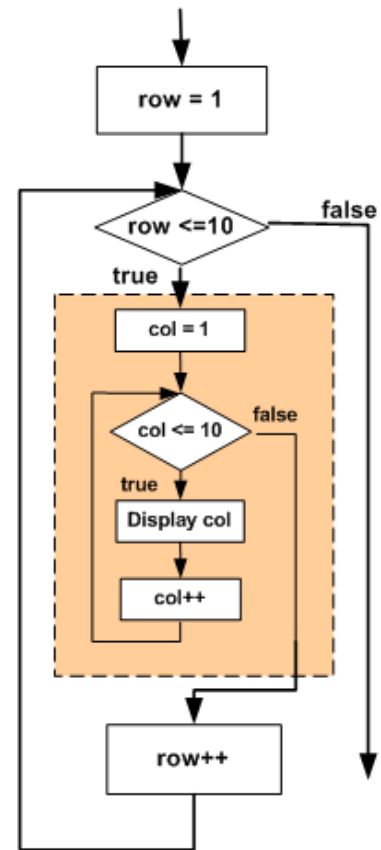 row = 1
row <=10
false
true
col = 1
col <= 10
false
true
Display col
col++
row++